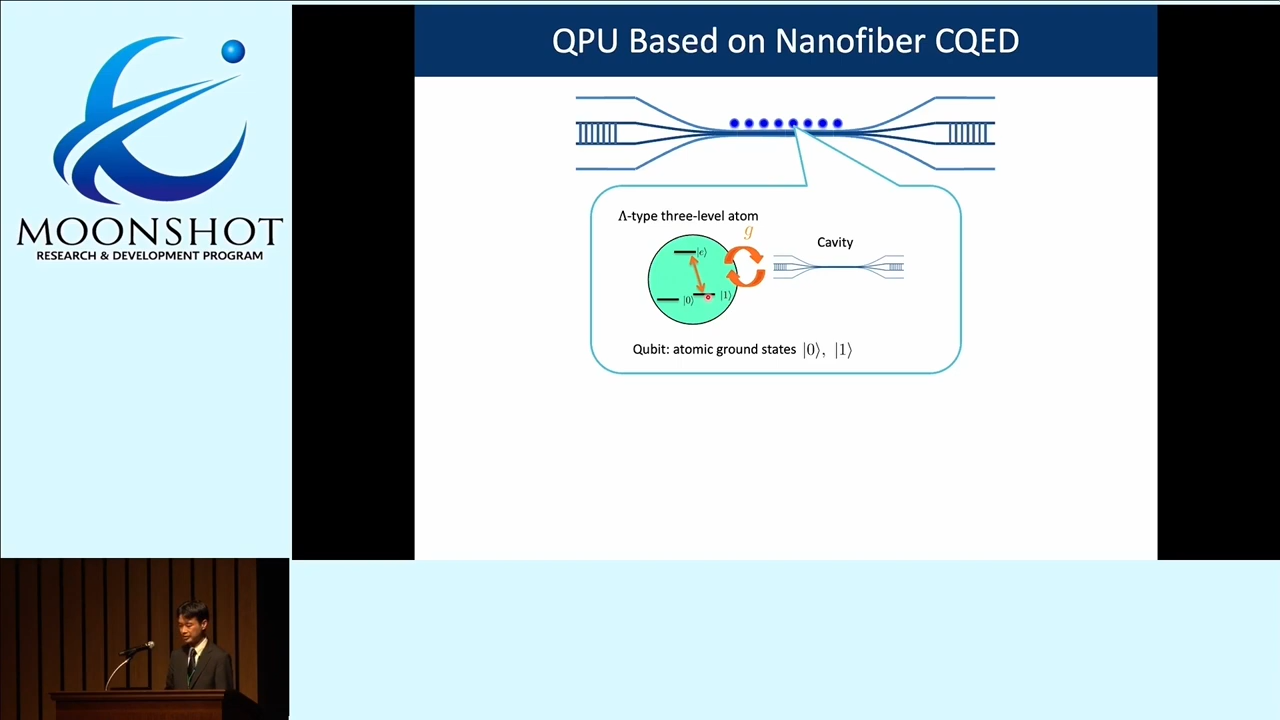 QPU Based on Nanofiber CQED
MOONSHOT
RESEARCH & DEVELOPMENT PROGRAM
Λ-type three-level atom
g
Cavity
|e⟩
|0⟩
|1⟩
Qubit: atomic ground states |0⟩, |1⟩